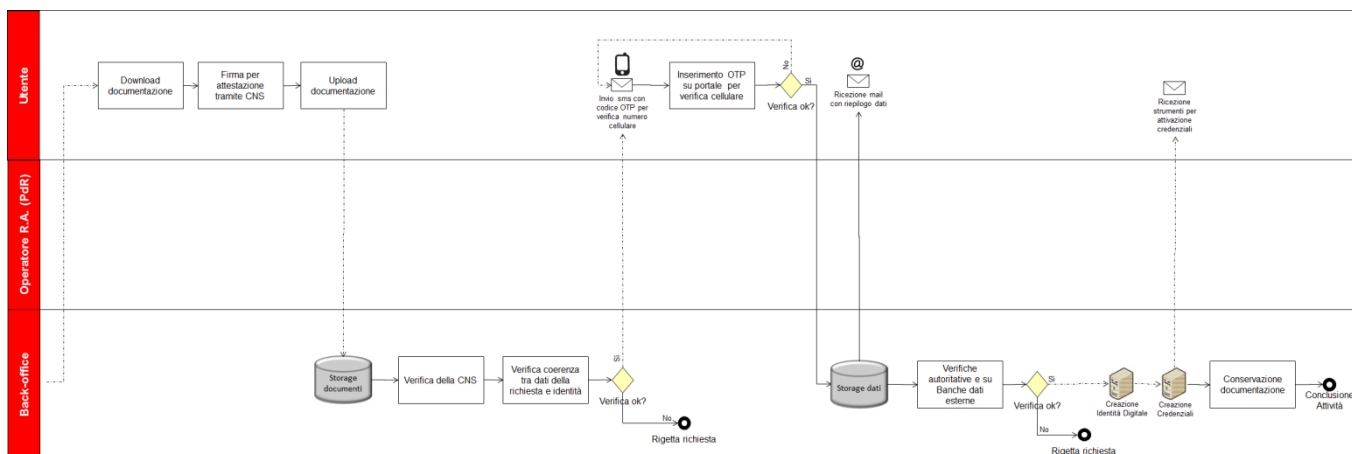 Utente
Download
documentazione
Firma per
attestazione
tramite CNS
Upload
documentazione
Invio sms con
codice OTP per
verifica numero
cellulare
Inserimento OTP
su portale per
verifica cellulare
No
Si
Verifica ok?
@
Ricezione mail
con riepilogo dati
Ricezione
strumenti per
attivazione
credenziali
Operatore R.A. (PdR)
Back-office
Storage
documenti
Verifica della CNS
Verifica coerenza
tra dati della
richiesta e identità
Si
Verifica ok?
No
Rigetta richiesta
Storage dati
Verifiche
autoritative e su
Banche dati
esterne
Si
Verifica ok?
No
Rigetta richiesta
Creazione
Identità Digitale
Creazione
Credenziali
Conservazione
documentazione
Conclusione
Attività